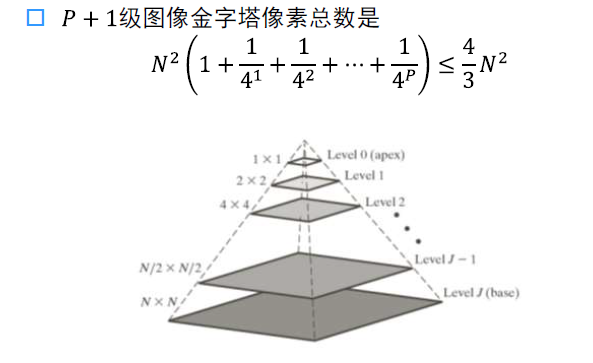 P + 1级图像金字塔像素总数是
N²(1 + 1/4¹ + 1/4² + ⋯ + 1/4ᴾ) ≤ 4/3 N²
1 × 1 Level 0 (apex)
2 × 2 Level 1
4 × 4 Level 2
N/2 × N/2 Level J − 1
N × N Level J (base)